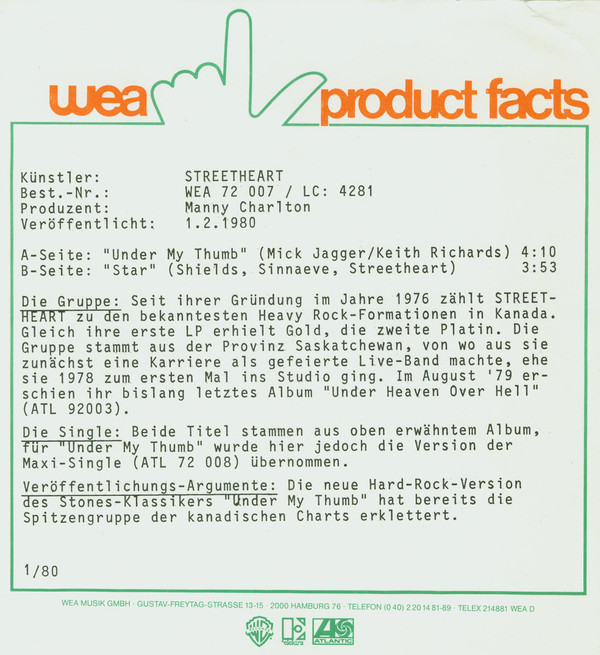 wea product facts
Künstler: STREETHEART
Best.-Nr.: WEA 72 007 / LC: 4281
Produzent: Manny Charlton
Veröffentlicht: 1.2.1980
A-Seite: "Under My Thumb" (Mick Jagger/Keith Richards) 4:10
B-Seite: "Star" (Shields, Sinnaeve, Streetheart) 3:53
Die Gruppe: Seit ihrer Gründung im Jahre 1976 zählt STREET-
HEART zu den bekanntesten Heavy Rock-Formationen in Kanada.
Gleich ihre erste LP erhielt Gold, die zweite Platin. Die
Gruppe stammt aus der Provinz Saskatchewan, von wo aus sie
zunächst eine Karriere als gefeierte Live-Band machte, ehe
sie 1978 zum ersten Mal ins Studio ging. Im August '79 er-
schien ihr bislang letztes Album "Under Heaven Over Hell"
(ATL 92003).
Die Single: Beide Titel stammen aus oben erwähntem Album,
für "Under My Thumb" wurde hier jedoch die Version der
Maxi-Single (ATL 72 008) übernommen.
Veröffentlichungs-Argumente: Die neue Hard-Rock-Version
des Stones-Klassikers "Under My Thumb" hat bereits die
Spitzengruppe der kanadischen Charts erklettert.
1/80
WEA MUSIK GMBH · GUSTAV-FREYTAG-STRASSE 13-15 · 2000 HAMBURG 76 · TELEFON (0 40) 2 20 14 81-89 · TELEX 214881 WEA D
elektra
ATLANTIC